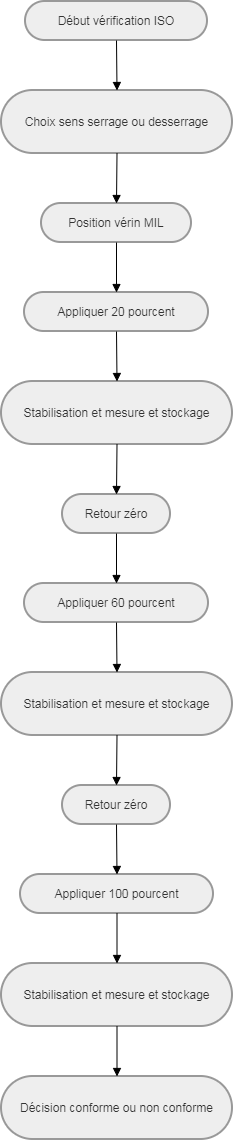 Début vérification ISO
Choix sens serrage ou desserrage
Position vérin MIL
Appliquer 20 pourcent
Stabilisation et mesure et stockage
Retour zéro
Appliquer 60 pourcent
Stabilisation et mesure et stockage
Retour zéro
Appliquer 100 pourcent
Stabilisation et mesure et stockage
Décision conforme ou non conforme